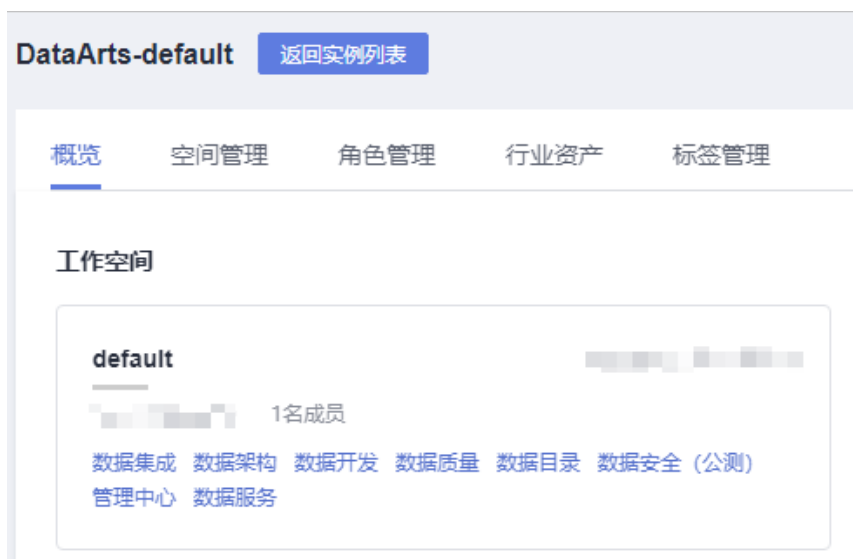 DataArts-default 返回实例列表
概览 空间管理 角色管理 行业资产 标签管理
工作空间
default
1名成员
数据集成 数据架构 数据开发 数据质量 数据目录 数据安全（公测）
管理中心 数据服务